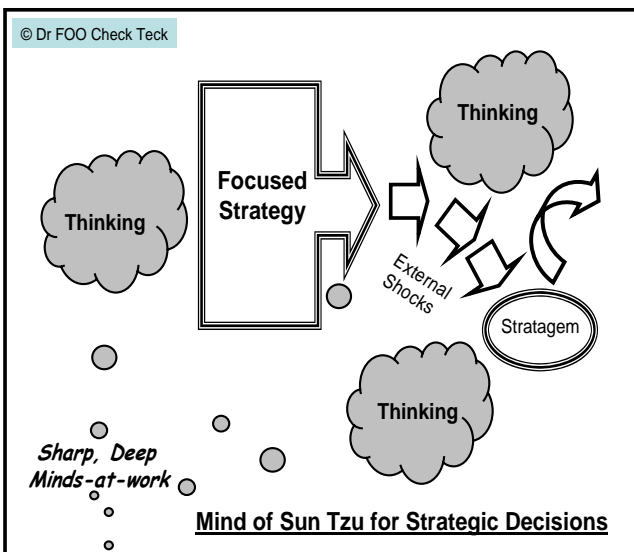 © Dr FOO Check Teck
Thinking
Thinking
Focused
Strategy
External
Shocks
Stratagem
Thinking
Sharp, Deep
Minds-at-work
Mind of Sun Tzu for Strategic Decisions